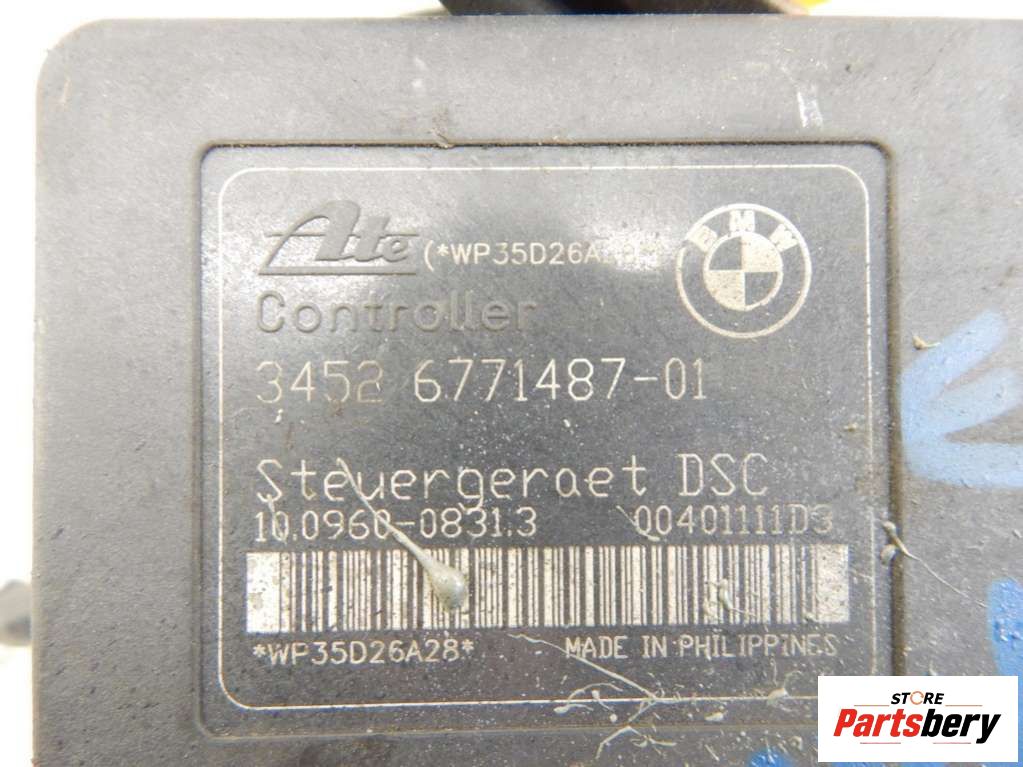 Ate (*WP35D26A28*)
BMW
Controller
3452 6771487-01
Steuergeraet DSC
10.0960-0831.3 00401111D3
*WP35D26A28*
MADE IN PHILIPPINES
STORE
Partsbery